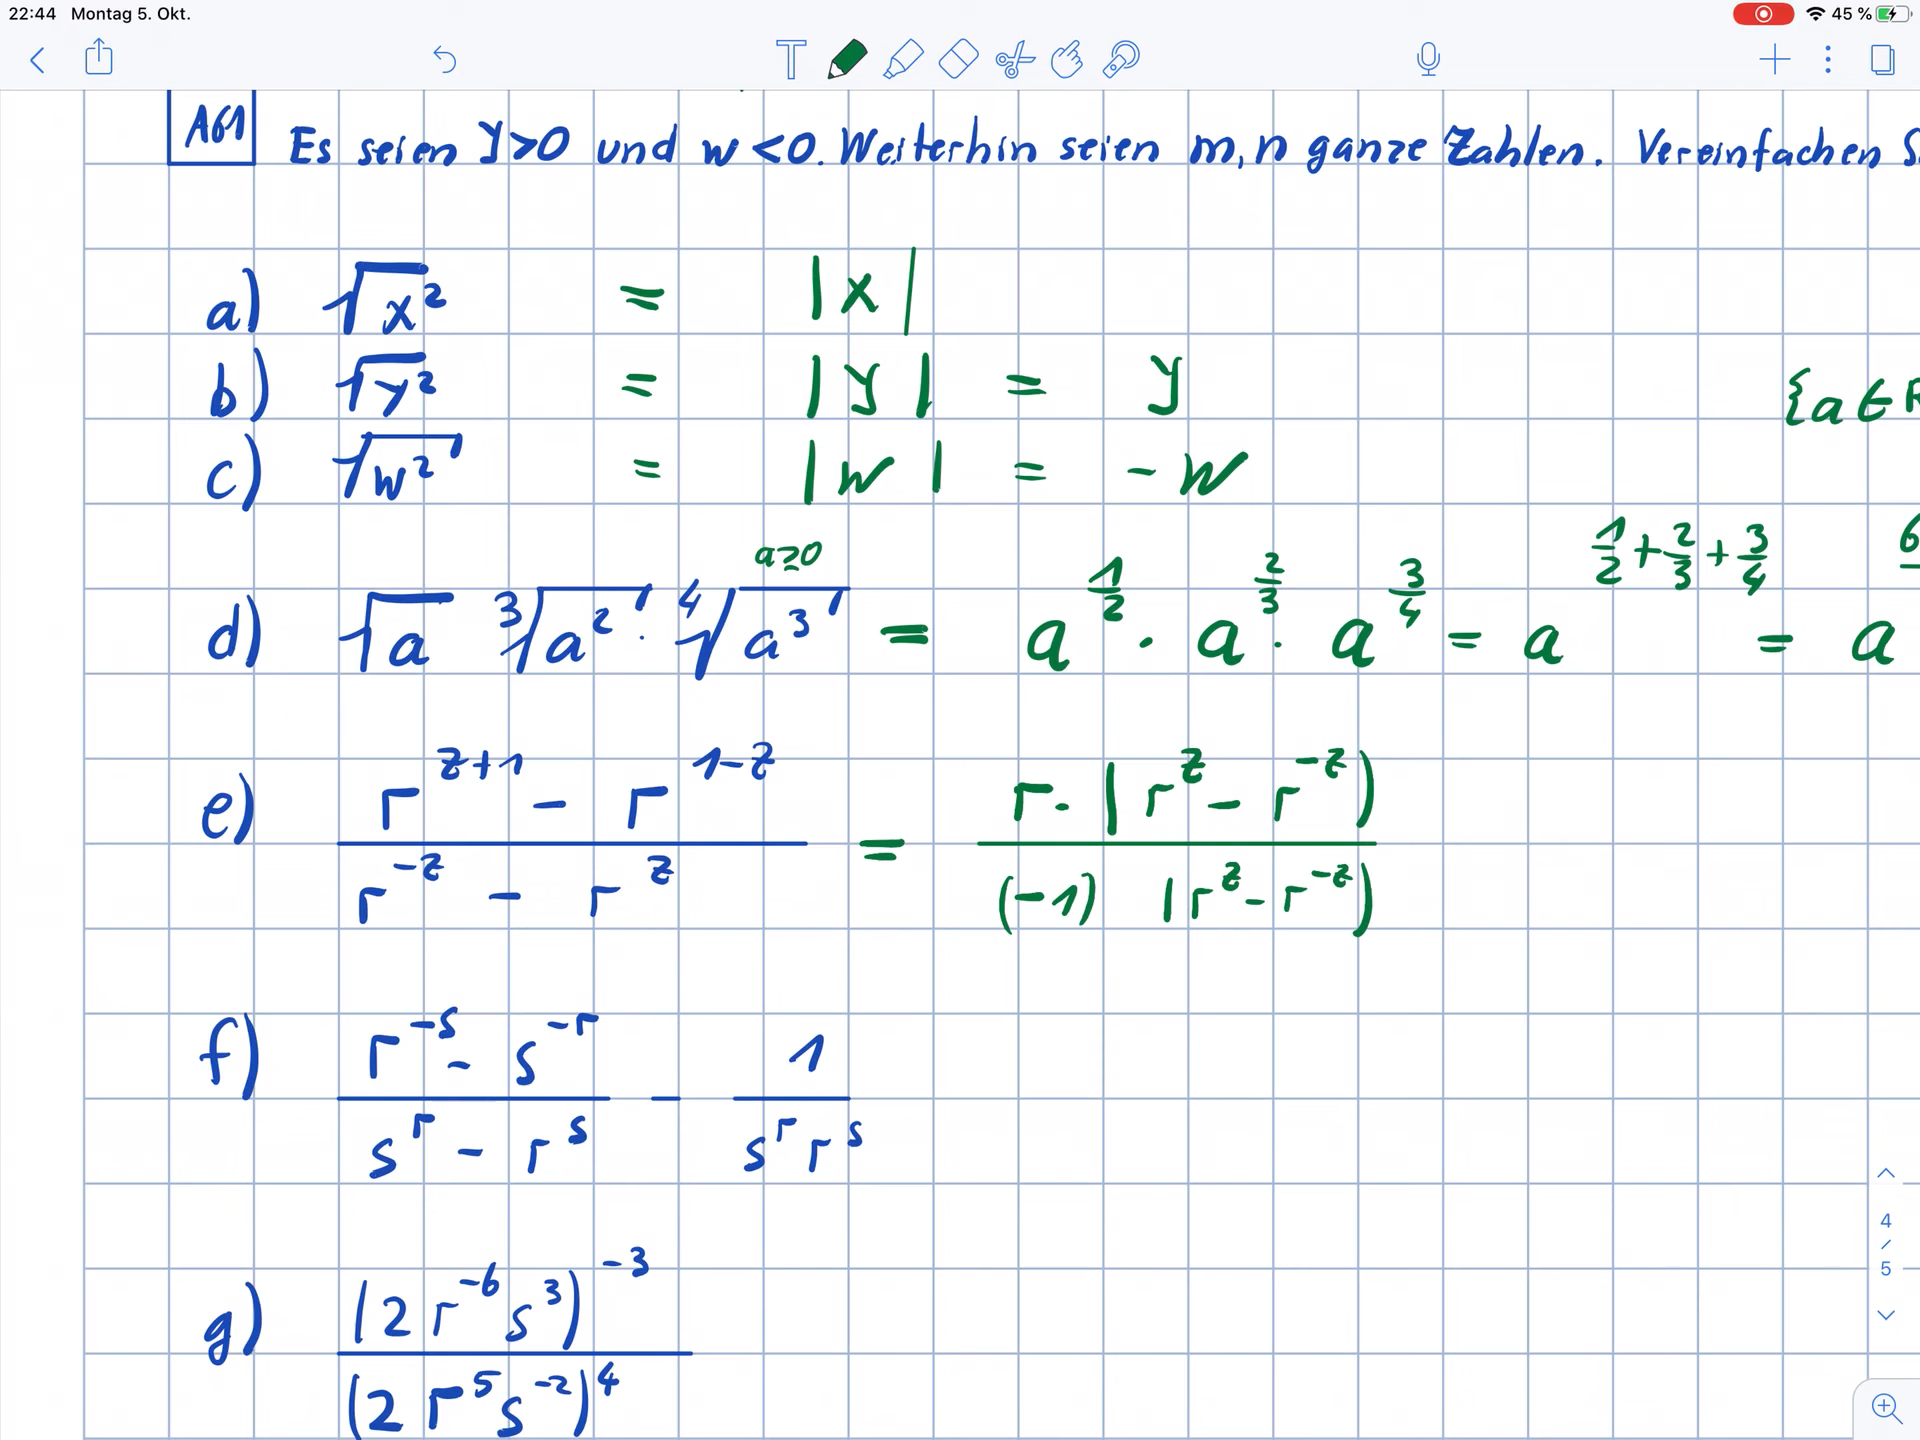 22:44 Montag 5. Okt. 45 %
A61 Es seien y>0 und w<0. Weiterhin seien m,n ganze Zahlen. Vereinfachen S
a) √x² = |x|
b) √y² = |y| = y
{a∈R
c) √w² = |w| = -w
a≥0
d) √a ∛a² · ∜a³ = a^(1/2) · a^(2/3) · a^(3/4) = a^(1/2+2/3+3/4) = a^6
e) (r^(z+1) - r^(1-z))/(r^(-z) - r^z) = (r·(r^z - r^(-z)))/((-1) (r^z - r^(-z)))
f) (r^(-s) - s^(-r))/(s^r - r^s) - 1/(s^r r^s)
4/5
g) (2r^(-6)s³)^(-3)/(2r⁵s^(-2))⁴